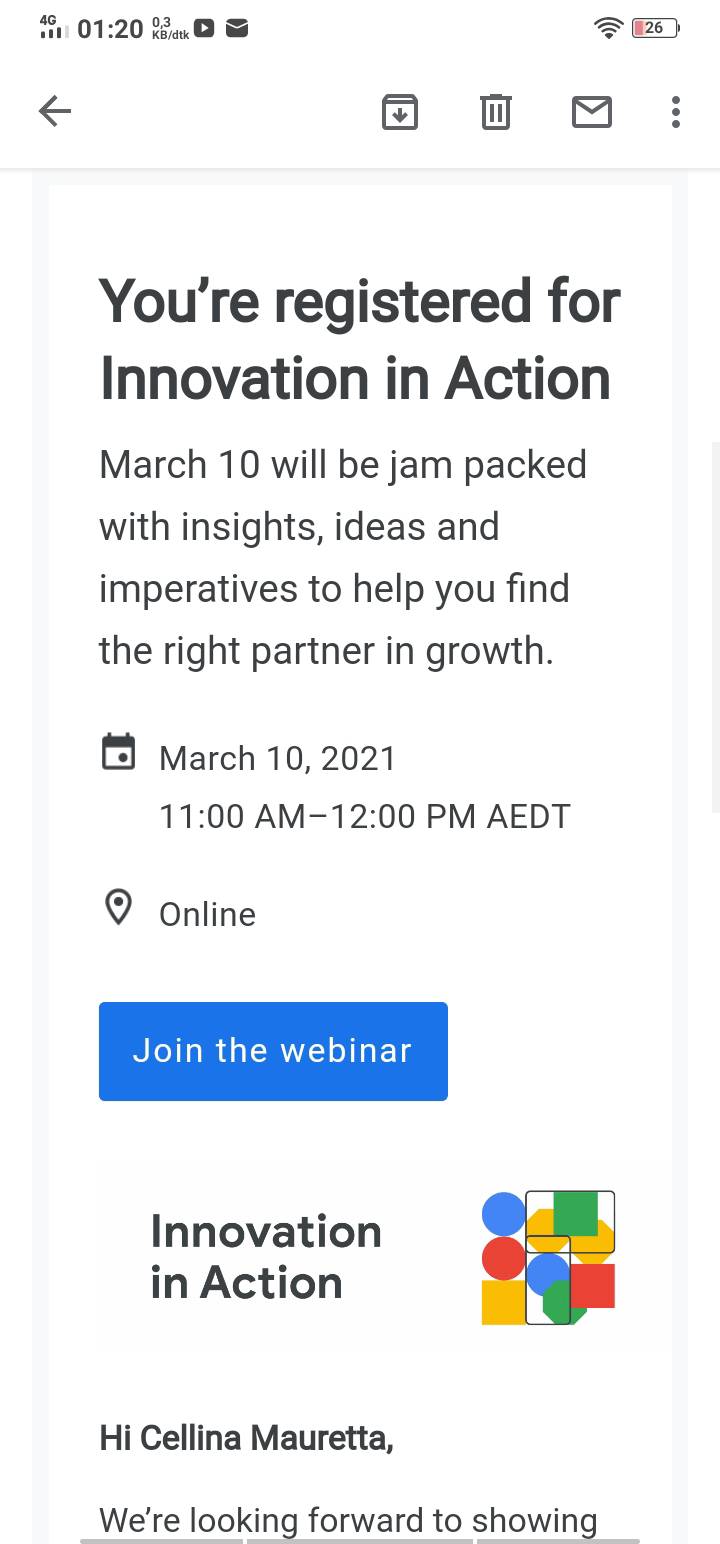 4G 01:20 0,3 KB/dtk 26
You’re registered for
Innovation in Action
March 10 will be jam packed
with insights, ideas and
imperatives to help you find
the right partner in growth.
March 10, 2021
11:00 AM–12:00 PM AEDT
Online
Join the webinar
Innovation
in Action
Hi Cellina Mauretta,
We’re looking forward to showing